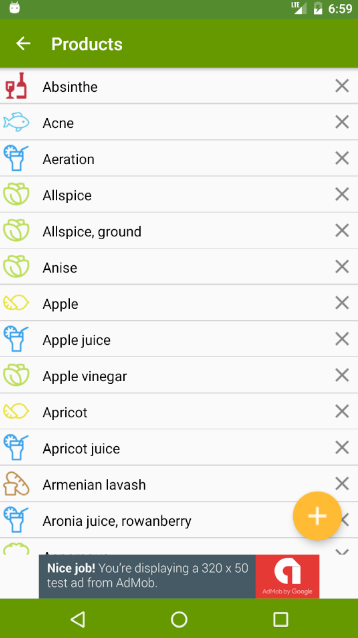 LTE 6:59
Products
Absinthe
Acne
Aeration
Allspice
Allspice, ground
Anise
Apple
Apple juice
Apple vinegar
Apricot
Apricot juice
Armenian lavash
Aronia juice, rowanberry
Nice job! You're displaying a 320 x 50
test ad from AdMob.
AdMob by Google